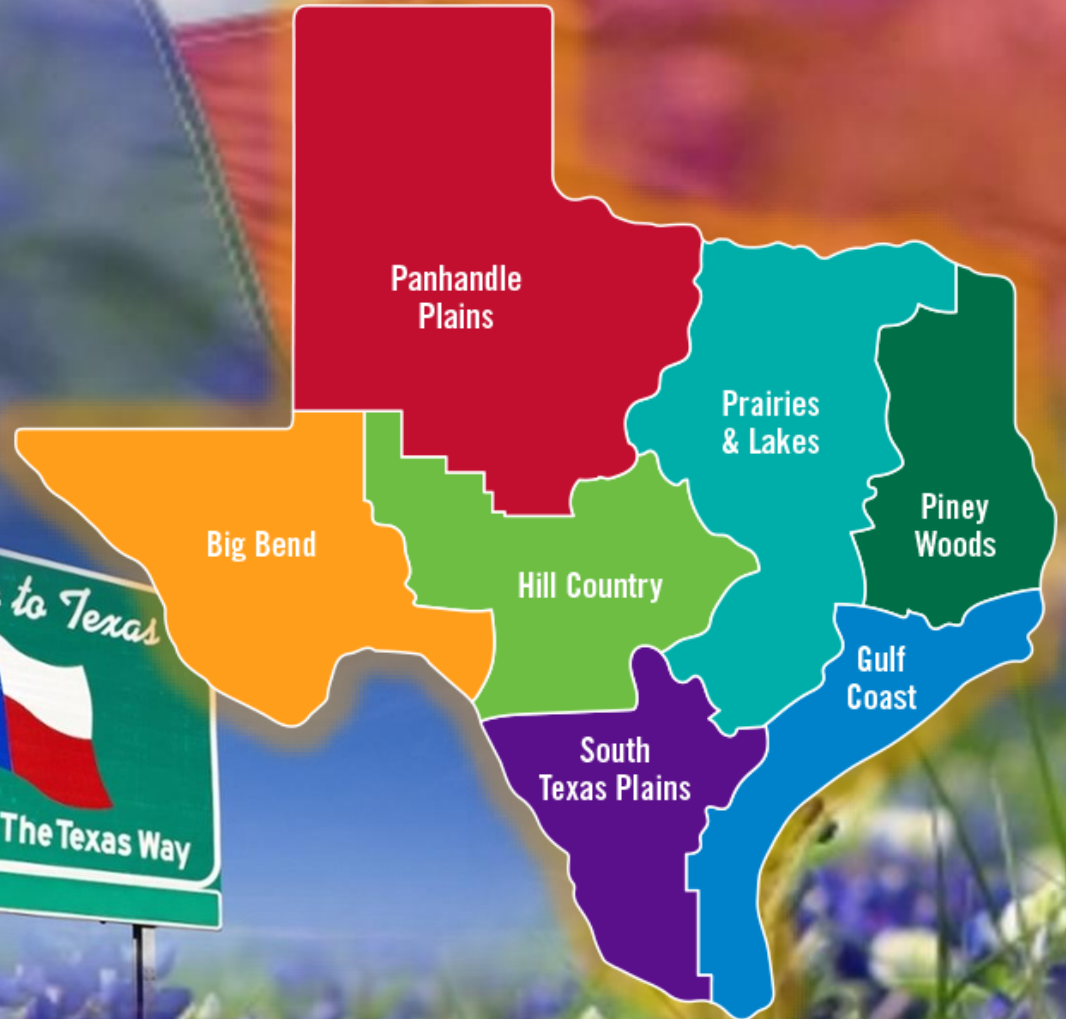 Panhandle
Plains
Prairies
& Lakes
Piney
Woods
Big Bend
Hill Country
to Texas
Gulf
Coast
South
Texas Plains
The Texas Way